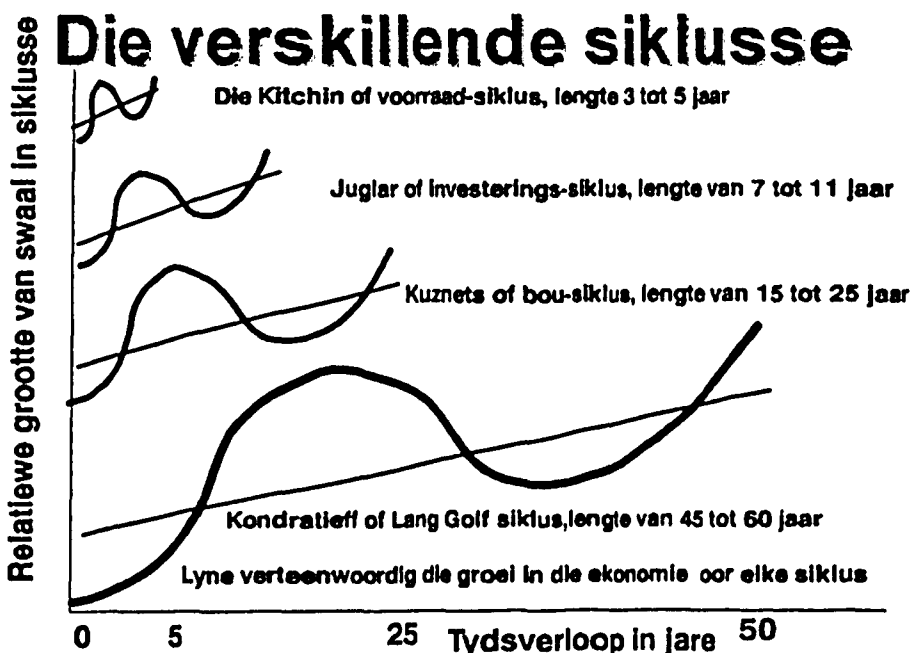 Die verskillende siklusse
Relatiewe grootte van swaai in siklusse
Die Kitchin of voorraad-siklus, lengte 3 tot 5 jaar
Juglar of investerings-siklus, lengte van 7 tot 11 jaar
Kuznets of bou-siklus, lengte van 15 tot 25 jaar
Kondratieff of Lang Golf siklus,lengte van 45 tot 60 jaar
Lyne verteenwoordig die groei in die ekonomie oor elke siklus
0 5 25 50
Tydsverloop in jare